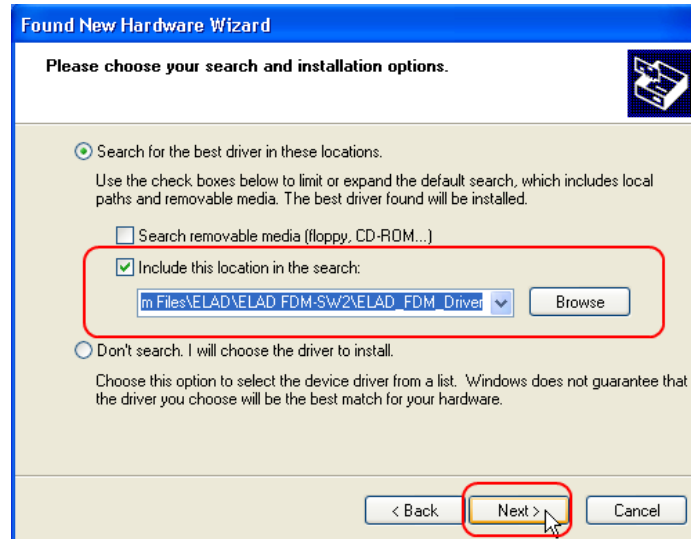 Found New Hardware Wizard
Please choose your search and installation options.
Search for the best driver in these locations.
Use the check boxes below to limit or expand the default search, which includes local
paths and removable media. The best driver found will be installed.
Search removable media (floppy, CD-ROM...)
Include this location in the search:
m Files\ELAD\ELAD FDM-SW2\ELAD_FDM_Driver
Browse
Don't search. I will choose the driver to install.
Choose this option to select the device driver from a list. Windows does not guarantee that
the driver you choose will be the best match for your hardware.
< Back Next > Cancel